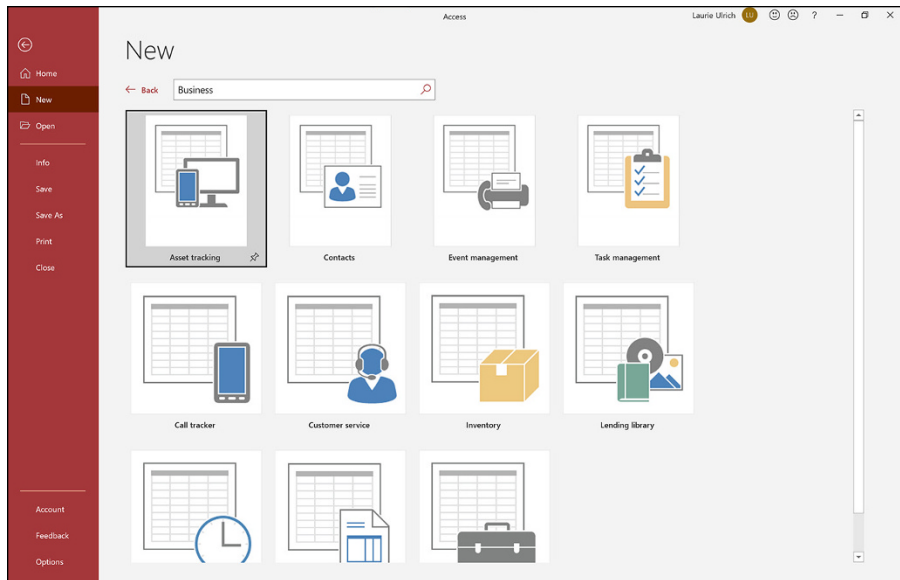 Access
Laurie Ulrich LU ?
New
Home
New
Open
Info
Save
Save As
Print
Close
Account
Feedback
Options
Back Business
Asset tracking
Contacts
Event management
Task management
Call tracker
Customer service
Inventory
Lending library